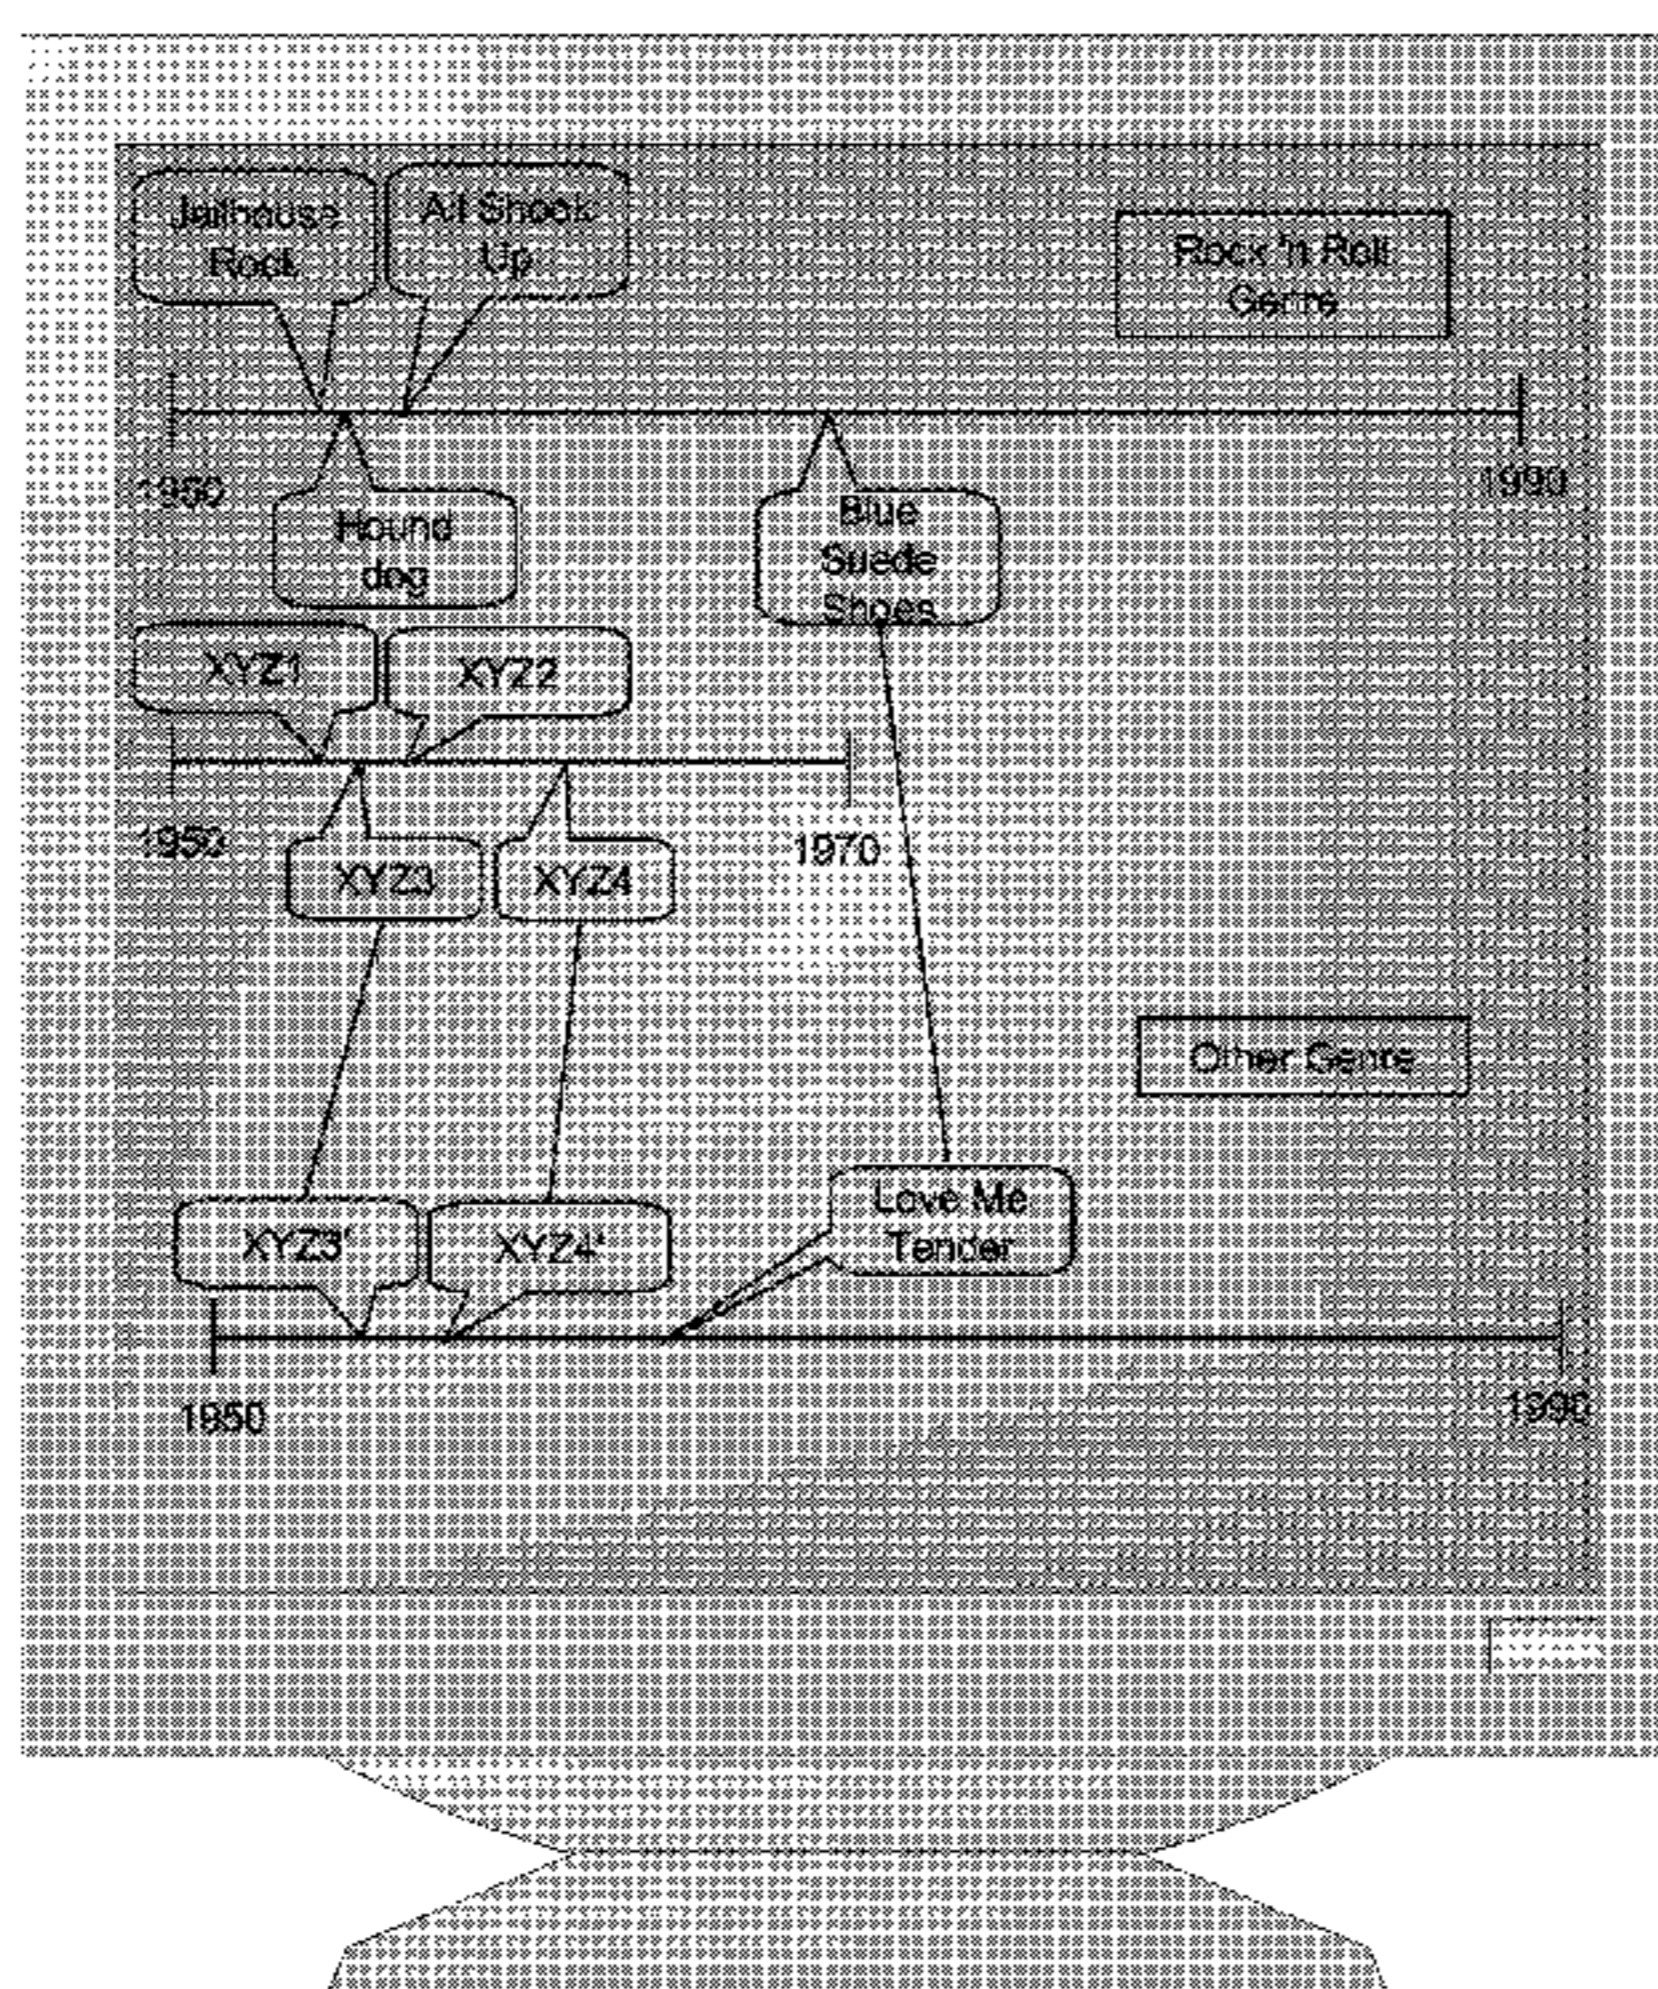 Jailhouse
Rock
All Shook
Up
Rock 'n Roll
Genre
1950
1990
Hound
dog
Blue
Suede
Shoes
XYZ1
XYZ2
1950
1970
XYZ3
XYZ4
Other Genre
XYZ3'
XYZ4'
Love Me
Tender
1950
1990